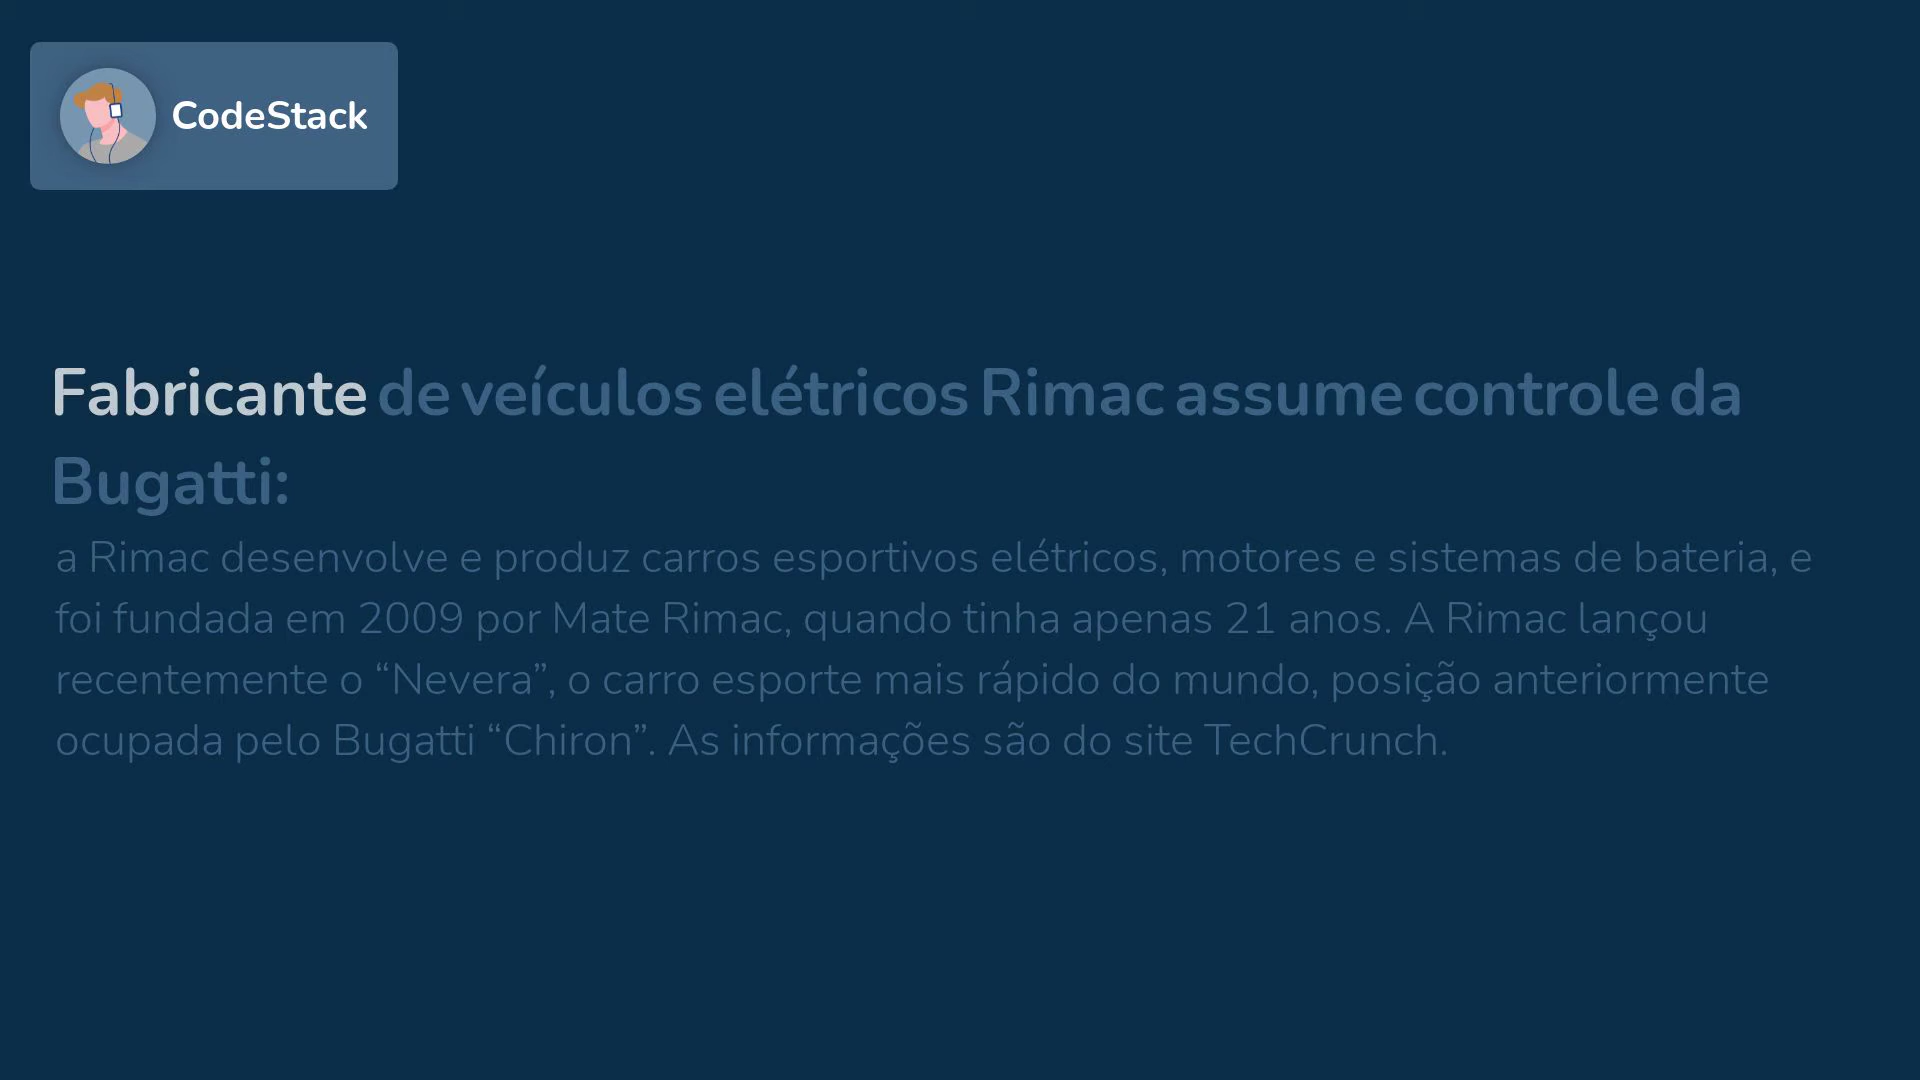 CodeStack
Fabricante de veículos elétricos Rimac assume controle da
Bugatti:
a Rimac desenvolve e produz carros esportivos elétricos, motores e sistemas de bateria, e
foi fundada em 2009 por Mate Rimac, quando tinha apenas 21 anos. A Rimac lançou
recentemente o “Nevera”, o carro esporte mais rápido do mundo, posição anteriormente
ocupada pelo Bugatti “Chiron”. As informações são do site TechCrunch.